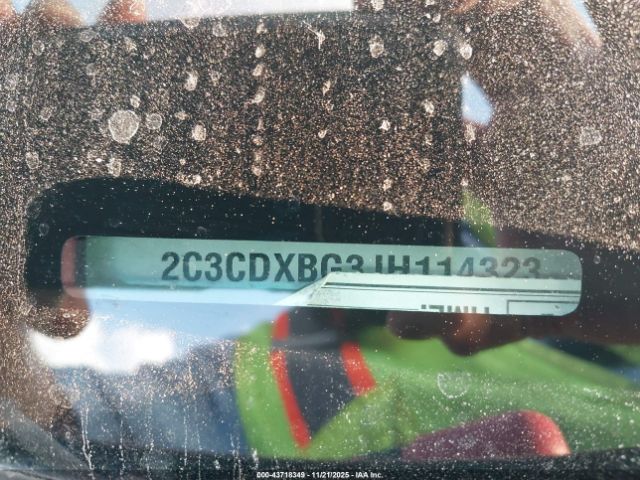 2C3CDXBG3JH114323
000-43718349 - 11/21/2025 - IAA Inc.